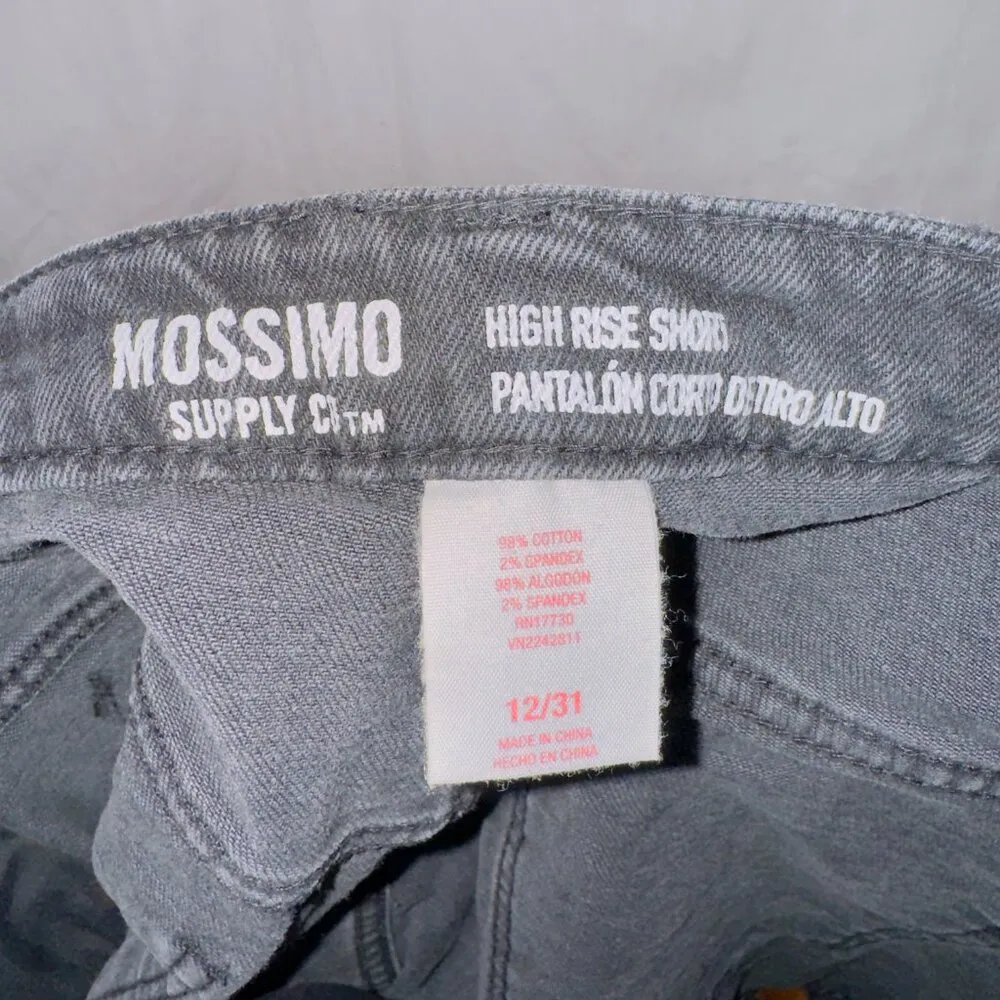 MOSSIMO
SUPPLY CO TM
HIGH RISE SHORT
PANTALÓN CORTO DE TIRO ALTO
98% COTTON
2% SPANDEX
98% ALGODÓN
2% SPANDEX
RN17730
VN2242811
12/31
MADE IN CHINA
HECHO EN CHINA